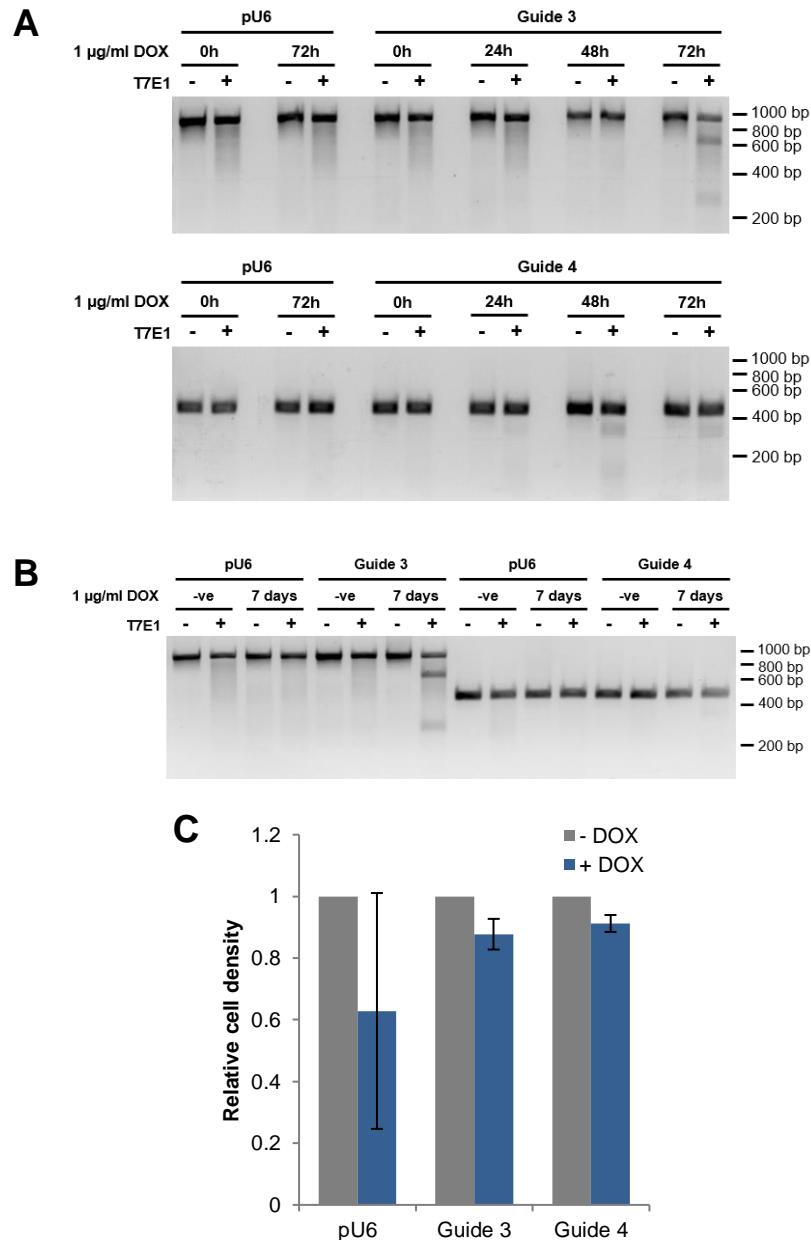 A
pU6 Guide 3
1 µg/ml DOX 0h 72h 0h 24h 48h 72h
T7E1 - + - + - + - + - + - +
1000 bp
800 bp
600 bp
400 bp
200 bp
pU6 Guide 4
1 µg/ml DOX 0h 72h 0h 24h 48h 72h
T7E1 - + - + - + - + - + - +
1000 bp
800 bp
600 bp
400 bp
200 bp
B
pU6 Guide 3 pU6 Guide 4
1 µg/ml DOX -ve 7 days -ve 7 days -ve 7 days -ve 7 days
T7E1 - + - + - + - + - + - + - + - +
1000 bp
800 bp
600 bp
400 bp
200 bp
C
- DOX
+ DOX
Relative cell density
1.2
1
0.8
0.6
0.4
0.2
0
pU6 Guide 3 Guide 4